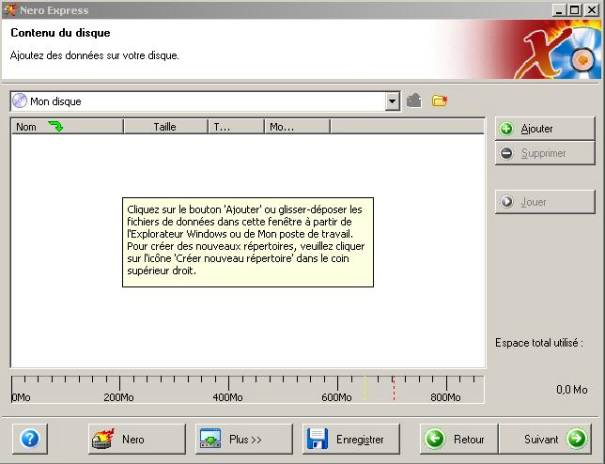 Nero Express
Contenu du disque
Ajoutez des données sur votre disque.
Mon disque
Nom Taille T... Mo...
Ajouter
Supprimer
Jouer
Cliquez sur le bouton 'Ajouter' ou glisser-déposer les
fichiers de données dans cette fenêtre à partir de
l'Explorateur Windows ou de Mon poste de travail.
Pour créer des nouveaux répertoires, veuillez cliquer
sur l'icône 'Créer nouveau répertoire' dans le coin
supérieur droit.
Espace total utilisé :
0,0 Mo
0Mo 200Mo 400Mo 600Mo 800Mo
Nero Plus >> Enregistrer Retour Suivant